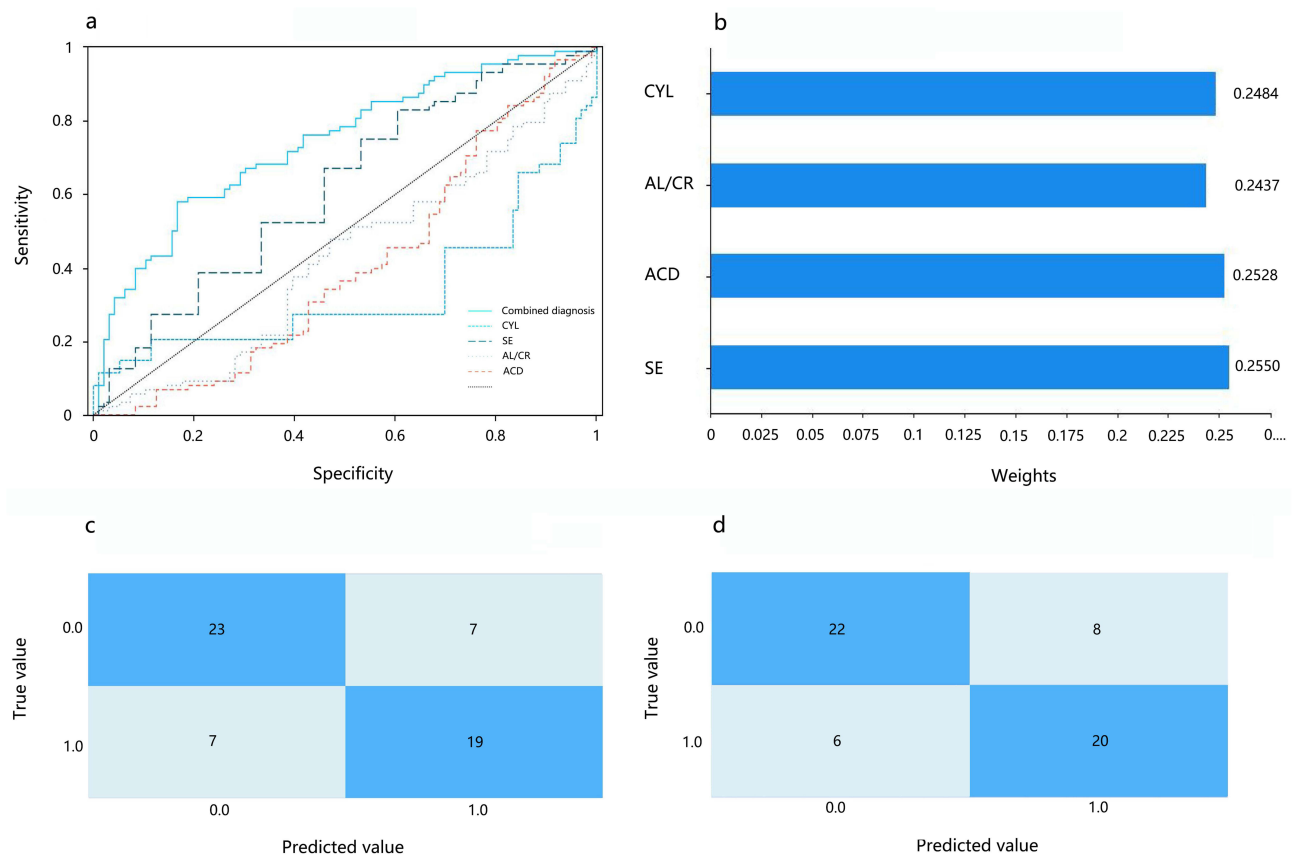 a
1
0.8
0.6
0.4
0.2
0
Sensitivity
Combined diagnosis
CYL
SE
AL/CR
ACD
0 0.2 0.4 0.6 0.8 1
Specificity
b
CYL 0.2484
AL/CR 0.2437
ACD 0.2528
SE 0.2550
0 0.025 0.05 0.075 0.1 0.125 0.15 0.175 0.2 0.225 0.25 0....
Weights
c
True value
0.0 23 7
1.0 7 19
0.0 1.0
Predicted value
d
True value
0.0 22 8
1.0 6 20
0.0 1.0
Predicted value